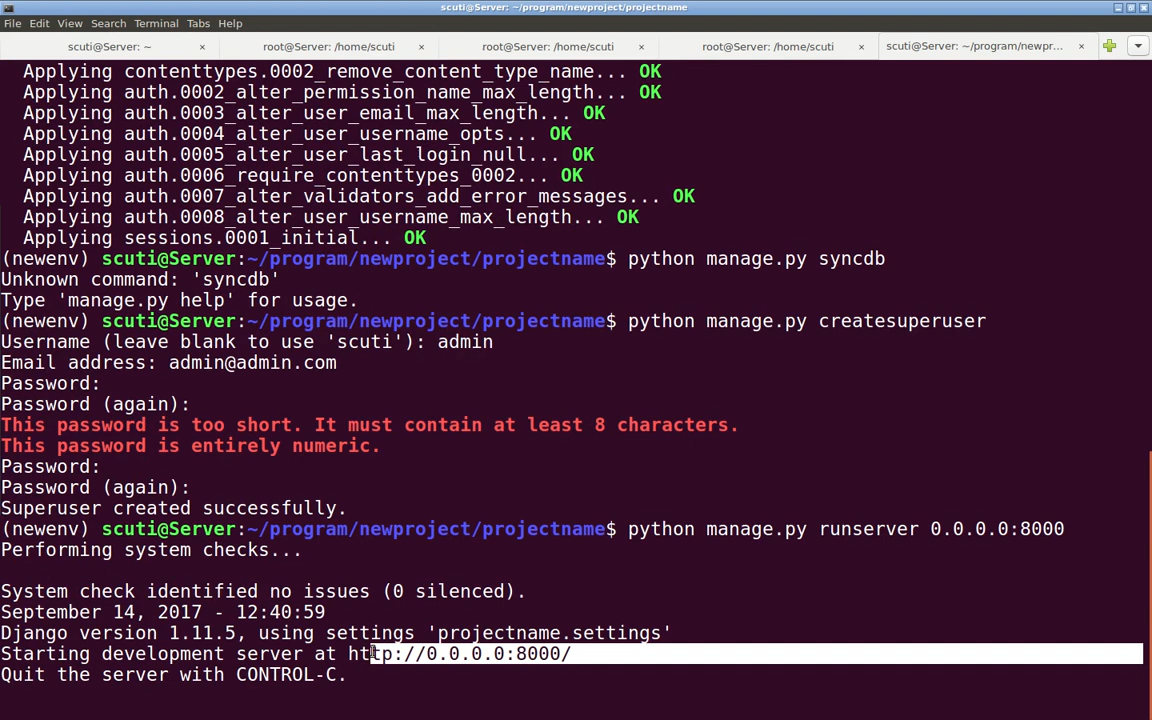 scuti@Server: ~/program/newproject/projectname
File Edit View Search Terminal Tabs Help
scuti@Server: ~ × root@Server: /home/scuti × root@Server: /home/scuti × root@Server: /home/scuti × scuti@Server: ~/program/newpr... ×
Applying contenttypes.0002_remove_content_type_name... OK
Applying auth.0002_alter_permission_name_max_length... OK
Applying auth.0003_alter_user_email_max_length... OK
Applying auth.0004_alter_user_username_opts... OK
Applying auth.0005_alter_user_last_login_null... OK
Applying auth.0006_require_contenttypes_0002... OK
Applying auth.0007_alter_validators_add_error_messages... OK
Applying auth.0008_alter_user_username_max_length... OK
Applying sessions.0001_initial... OK
(newenv) scuti@Server:~/program/newproject/projectname$ python manage.py syncdb
Unknown command: 'syncdb'
Type 'manage.py help' for usage.
(newenv) scuti@Server:~/program/newproject/projectname$ python manage.py createsuperuser
Username (leave blank to use 'scuti'): admin
Email address: admin@admin.com
Password:
Password (again):
This password is too short. It must contain at least 8 characters.
This password is entirely numeric.
Password:
Password (again):
Superuser created successfully.
(newenv) scuti@Server:~/program/newproject/projectname$ python manage.py runserver 0.0.0.0:8000
Performing system checks...
System check identified no issues (0 silenced).
September 14, 2017 - 12:40:59
Django version 1.11.5, using settings 'projectname.settings'
Starting development server at http://0.0.0.0:8000/
Quit the server with CONTROL-C.